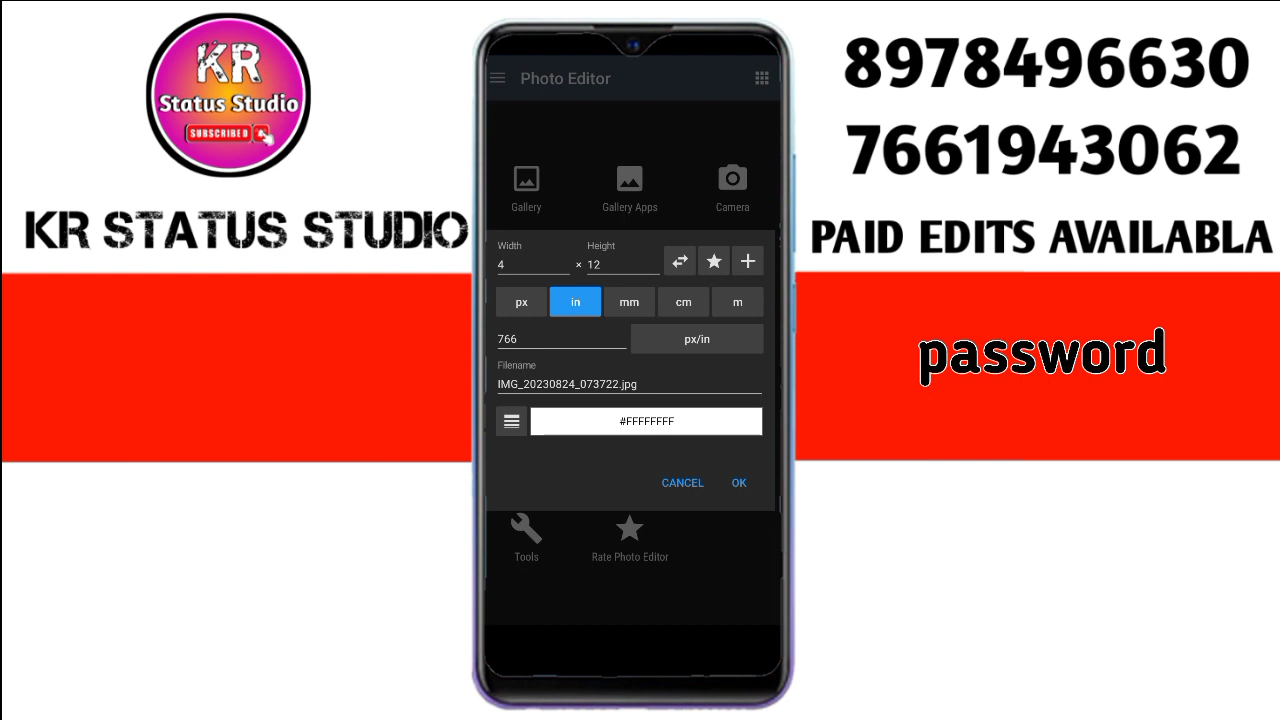 KR
Status Studio
SUBSCRIBED
KR STATUS STUDIO
Photo Editor
Gallery
Gallery Apps
Camera
Width
Height
4
×
12
px
in
mm
cm
m
766
px/in
Filename
IMG_20230824_073722.jpg
#FFFFFFFF
CANCEL
OK
Tools
Rate Photo Editor
8978496630
7661943062
PAID EDITS AVAILABLA
password